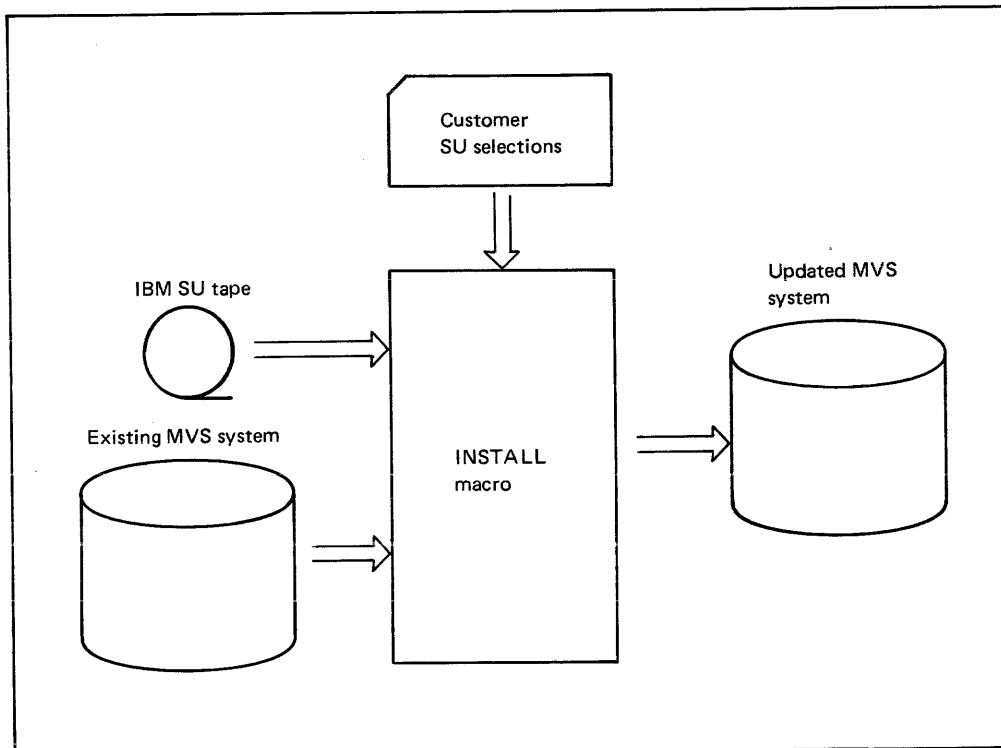 Customer
SU selections
IBM SU tape
Updated MVS
system
Existing MVS system
INSTALL
macro